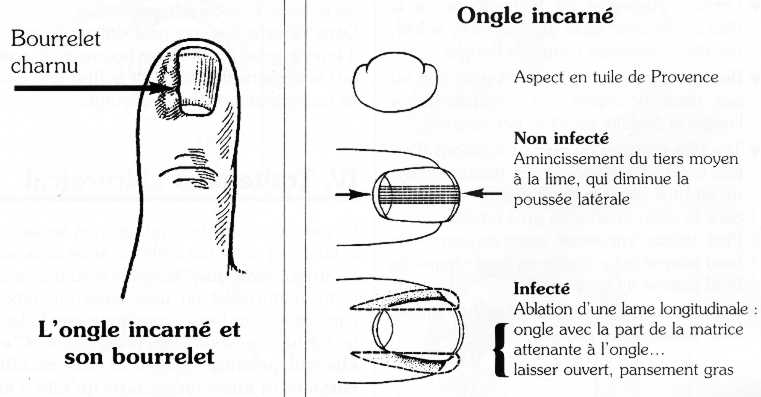 Bourrelet
charnu
L'ongle incarné et
son bourrelet
Ongle incarné
Aspect en tuile de Provence
Non infecté
Amincissement du tiers moyen
à la lime, qui diminue la
poussée latérale
Infecté
Ablation d'une lame longitudinale :
ongle avec la part de la matrice
attenante à l'ongle...
laisser ouvert, pansement gras